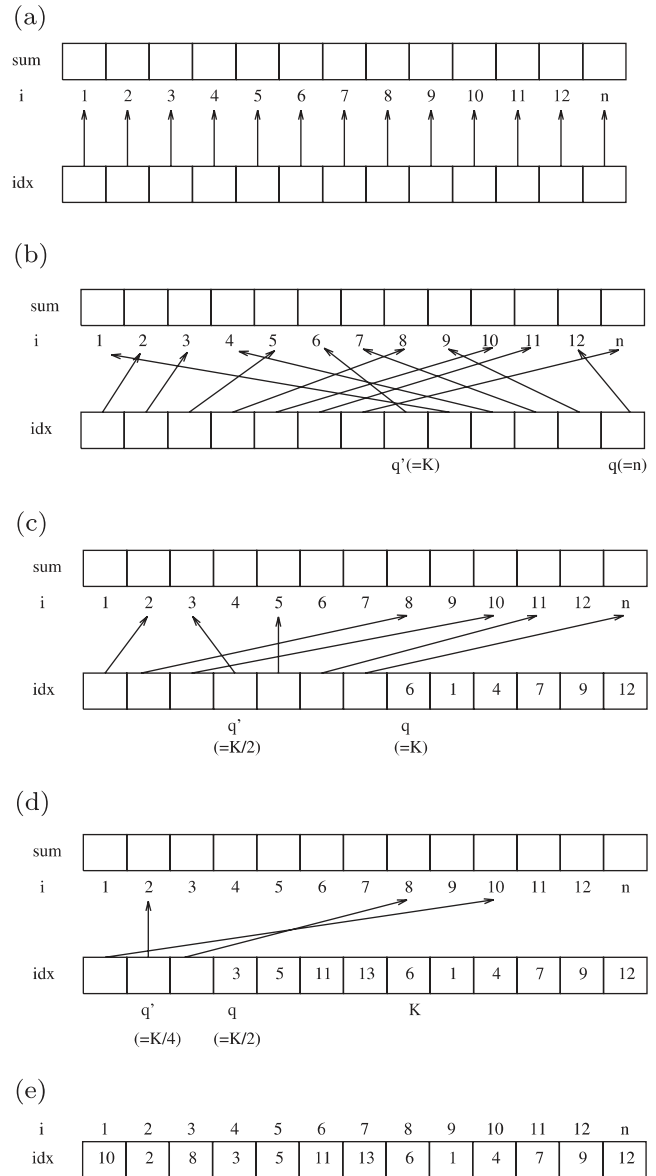 (a)
sum
i 1 2 3 4 5 6 7 8 9 10 11 12 n
idx
(b)
sum
i 1 2 3 4 5 6 7 8 9 10 11 12 n
idx
q'(=K) q(=n)
(c)
sum
i 1 2 3 4 5 6 7 8 9 10 11 12 n
idx 6 1 4 7 9 12
q' q
(=K/2) (=K)
(d)
sum
i 1 2 3 4 5 6 7 8 9 10 11 12 n
idx 3 5 11 13 6 1 4 7 9 12
q' q K
(=K/4) (=K/2)
(e)
i 1 2 3 4 5 6 7 8 9 10 11 12 n
idx 10 2 8 3 5 11 13 6 1 4 7 9 12